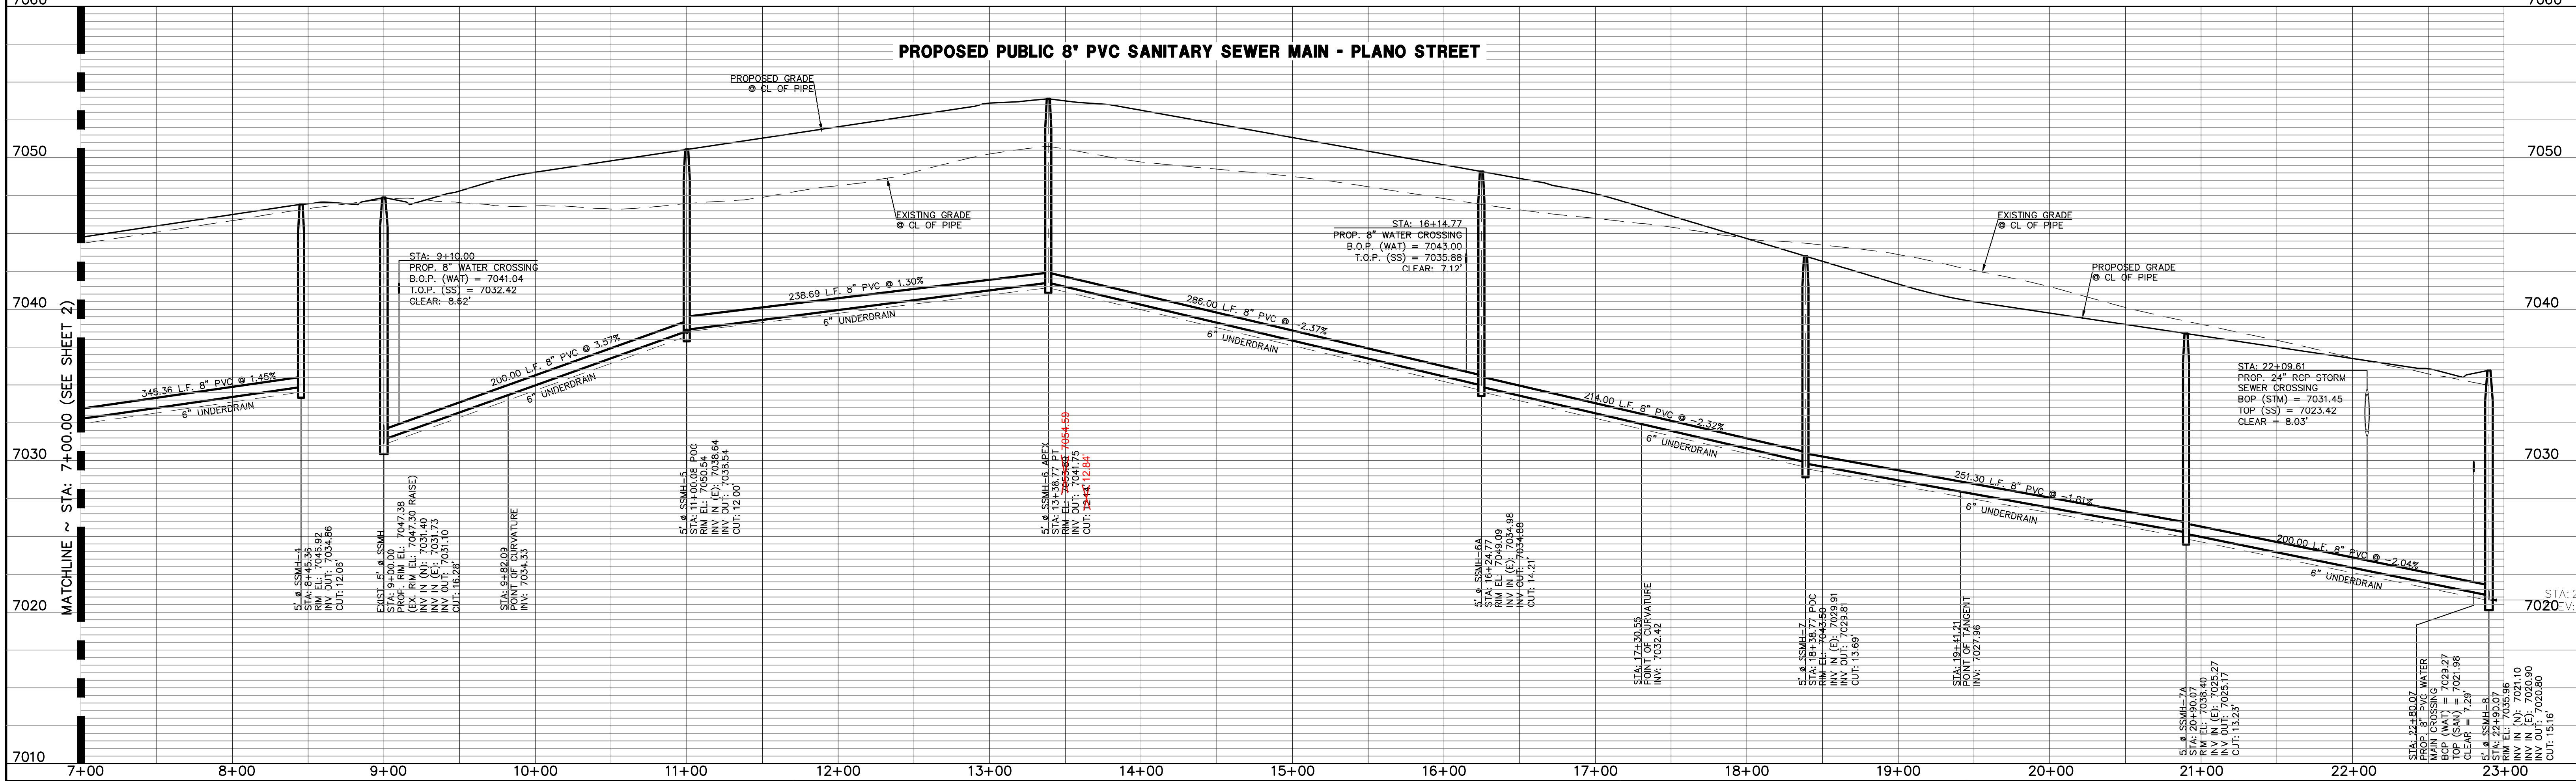 7060
7060
PROPOSED PUBLIC 8" PVC SANITARY SEWER MAIN - PLANO STREET
PROPOSED GRADE
@ CL OF PIPE
7050
7050
EXISTING GRADE
@ CL OF PIPE
EXISTING GRADE
@ CL OF PIPE
STA: 16+14.77
PROP. 8" WATER CROSSING
B.O.P. (WAT) = 7043.00
T.O.P. (SS) = 7035.88
CLEAR: 7.12'
STA: 9+10.00
PROP. 8" WATER CROSSING
B.O.P. (WAT) = 7041.04
T.O.P. (SS) = 7032.42
CLEAR: 8.62'
PROPOSED GRADE
@ CL OF PIPE
7040
7040
MATCHLINE ~ STA: 7+00.00 (SEE SHEET 2)
345.36 L.F. 8" PVC @ 1.45%
6" UNDERDRAIN
200.00 L.F. 8" PVC @ 3.57%
6" UNDERDRAIN
238.69 L.F. 8" PVC @ 1.30%
6" UNDERDRAIN
286.00 L.F. 8" PVC @ -2.37%
6" UNDERDRAIN
214.00 L.F. 8" PVC @ -2.32%
6" UNDERDRAIN
251.30 L.F. 8" PVC @ -1.81%
6" UNDERDRAIN
200.00 L.F. 8" PVC @ -2.04%
6" UNDERDRAIN
STA: 22+09.61
PROP. 24" RCP STORM
SEWER CROSSING
BOP (STM) = 7031.45
TOP (SS) = 7023.42
CLEAR = 8.03'
7030
7030
5' ø SSMH-4
STA: 8+45.36
RIM EL: 7046.92
INV OUT: 7034.86
CUT: 12.06'
EXIST. 5' ø SSMH
STA: 9+00.00
PROP. RIM EL: 7047.38
(EX. RIM EL: 7047.30 RAISE)
INV IN (N): 7031.40
INV IN (E): 7031.73
INV OUT: 7031.10
CUT: 16.28'
STA: 9+82.09
POINT OF CURVATURE
INV: 7034.33
5' ø SSMH-5
STA: 11+00.08 POC
RIM EL: 7050.54
INV IN (E): 7038.64
INV OUT: 7038.54
CUT: 12.00'
5' ø SSMH-6 APEX
STA: 13+38.77 PT
RIM EL: 7053.89 7054.59
INV OUT: 7041.75
CUT: 12.14' 12.84'
5' ø SSMH-6A
STA: 16+24.77
RIM EL: 7049.09
INV IN (E): 7034.98
INV OUT: 7034.88
CUT: 14.21'
STA: 17+30.55
POINT OF CURVATURE
INV: 7032.42
5' ø SSMH-7
STA: 18+38.77 POC
RIM EL: 7043.50
INV IN (E): 7029.91
INV OUT: 7029.81
CUT: 13.69'
STA: 19+41.21
POINT OF TANGENT
INV: 7027.96
5' ø SSMH-7A
STA: 20+90.07
RIM EL: 7038.40
INV IN (E): 7025.27
INV OUT: 7025.17
CUT: 13.23'
STA: 22+80.07
PROP. 8" PVC WATER
MAIN CROSSING
BOP (WAT) = 7029.27
TOP (SAN) = 7021.98
CLEAR = 7.29'
5' ø SSMH-8
STA: 22+90.07
RIM EL: 7035.96
INV IN (N): 7021.10
INV IN (E): 7020.90
INV OUT: 7020.80
CUT: 15.16'
7020
7020
STA: 2
7010
7+00 8+00 9+00 10+00 11+00 12+00 13+00 14+00 15+00 16+00 17+00 18+00 19+00 20+00 21+00 22+00 23+00